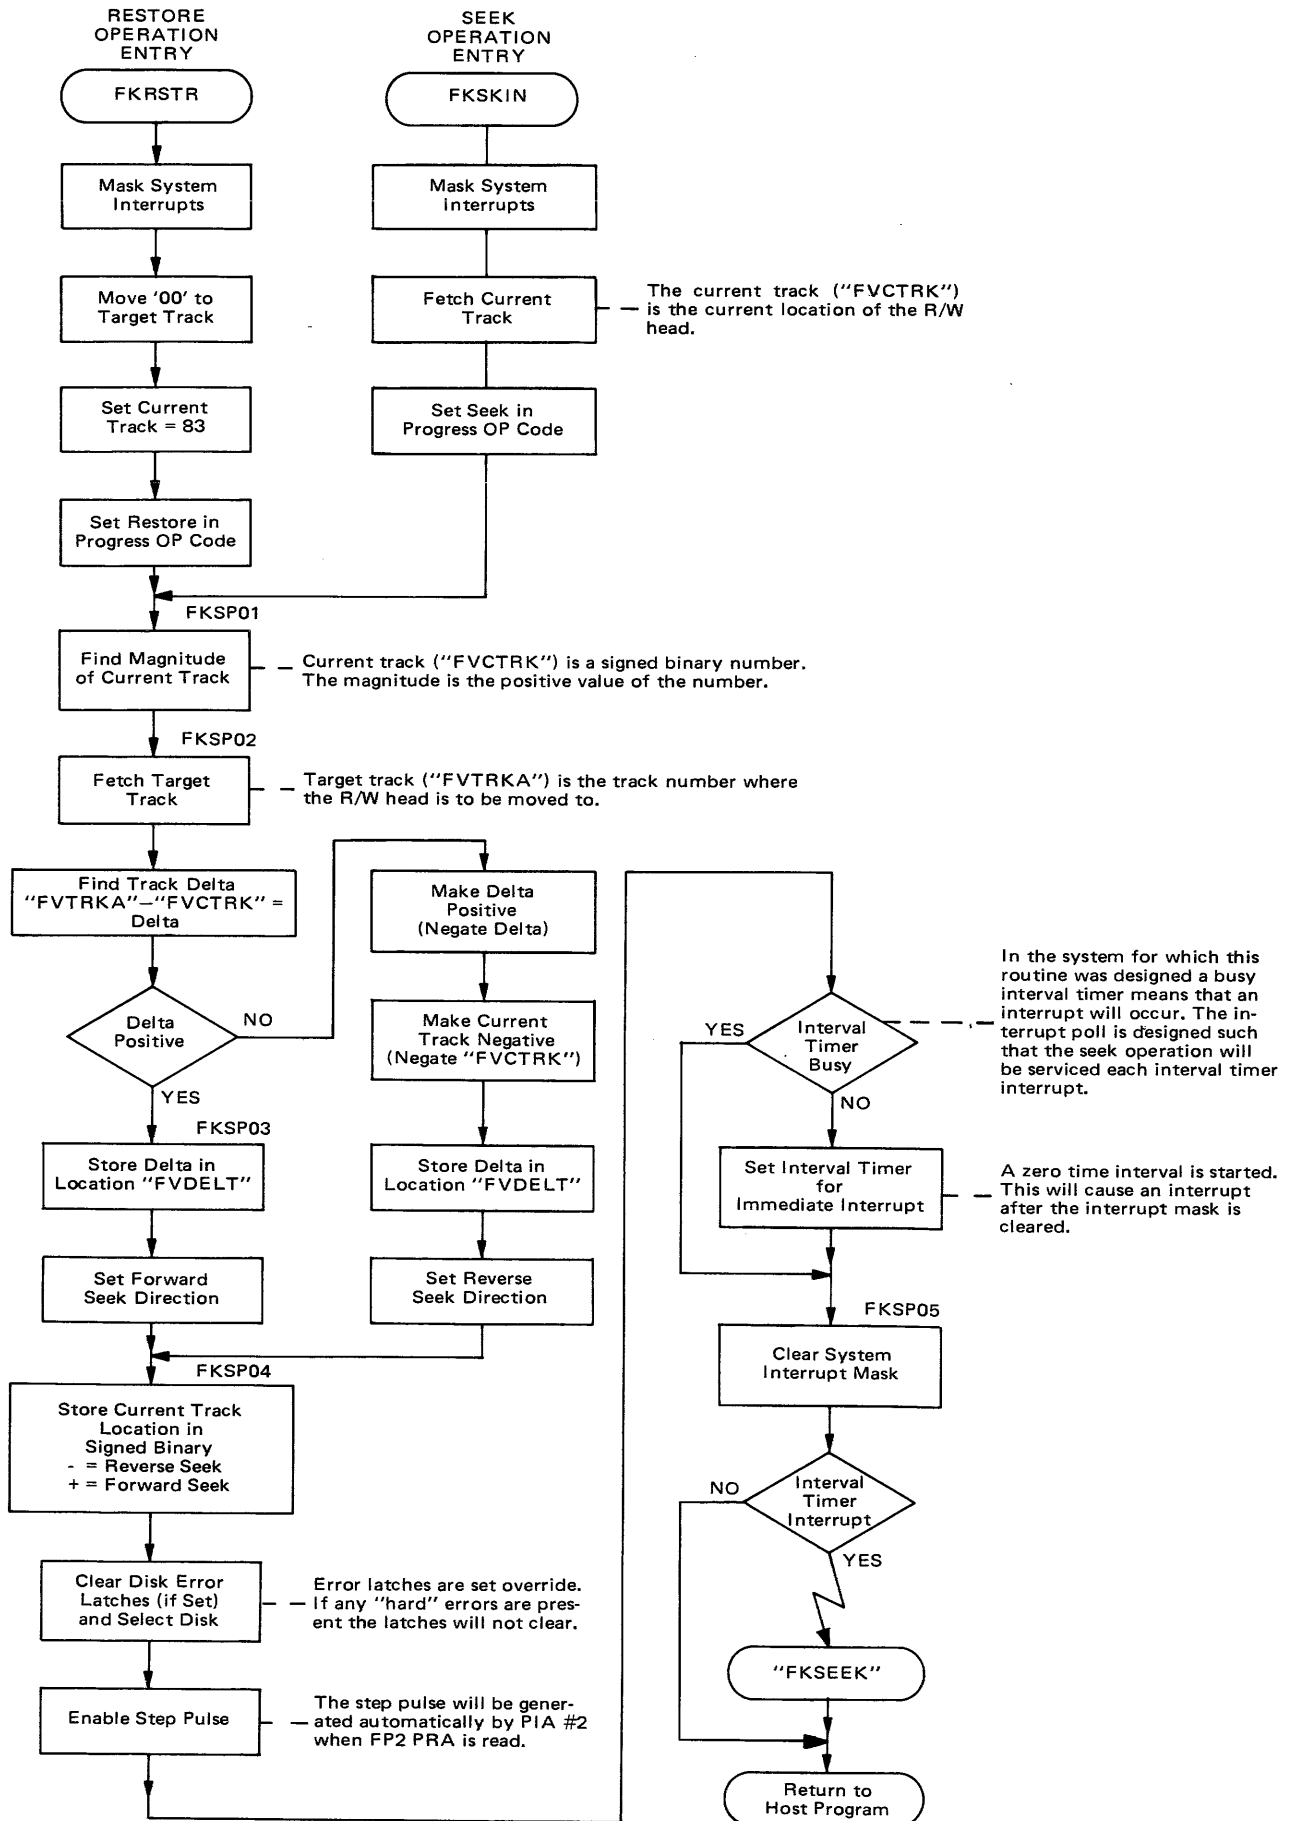 RESTORE
OPERATION
ENTRY
FKRSTR
Mask System
Interrupts
Move '00' to
Target Track
Set Current
Track = 83
Set Restore in
Progress OP Code
SEEK
OPERATION
ENTRY
FKSKIN
Mask System
Interrupts
Fetch Current
Track
The current track ("FVCTRK")
is the current location of the R/W
head.
Set Seek in
Progress OP Code
FKSP01
Find Magnitude
of Current Track
Current track ("FVCTRK") is a signed binary number.
The magnitude is the positive value of the number.
FKSP02
Fetch Target
Track
Target track ("FVTRKA") is the track number where
the R/W head is to be moved to.
Find Track Delta
"FVTRKA"–"FVCTRK" =
Delta
Delta
Positive
NO
YES
FKSP03
Store Delta in
Location "FVDELT"
Set Forward
Seek Direction
Make Delta
Positive
(Negate Delta)
Make Current
Track Negative
(Negate "FVCTRK")
Store Delta in
Location "FVDELT"
Set Reverse
Seek Direction
FKSP04
Store Current Track
Location in
Signed Binary
- = Reverse Seek
+ = Forward Seek
Clear Disk Error
Latches (if Set)
and Select Disk
Error latches are set override.
If any "hard" errors are pres-
ent the latches will not clear.
Enable Step Pulse
The step pulse will be gener-
ated automatically by PIA #2
when FP2 PRA is read.
Interval
Timer
Busy
YES
NO
In the system for which this
routine was designed a busy
interval timer means that an
interrupt will occur. The in-
terrupt poll is designed such
that the seek operation will
be serviced each interval timer
interrupt.
Set Interval Timer
for
Immediate Interrupt
A zero time interval is started.
This will cause an interrupt
after the interrupt mask is
cleared.
FKSP05
Clear System
Interrupt Mask
Interval
Timer
Interrupt
NO
YES
"FKSEEK"
Return to
Host Program